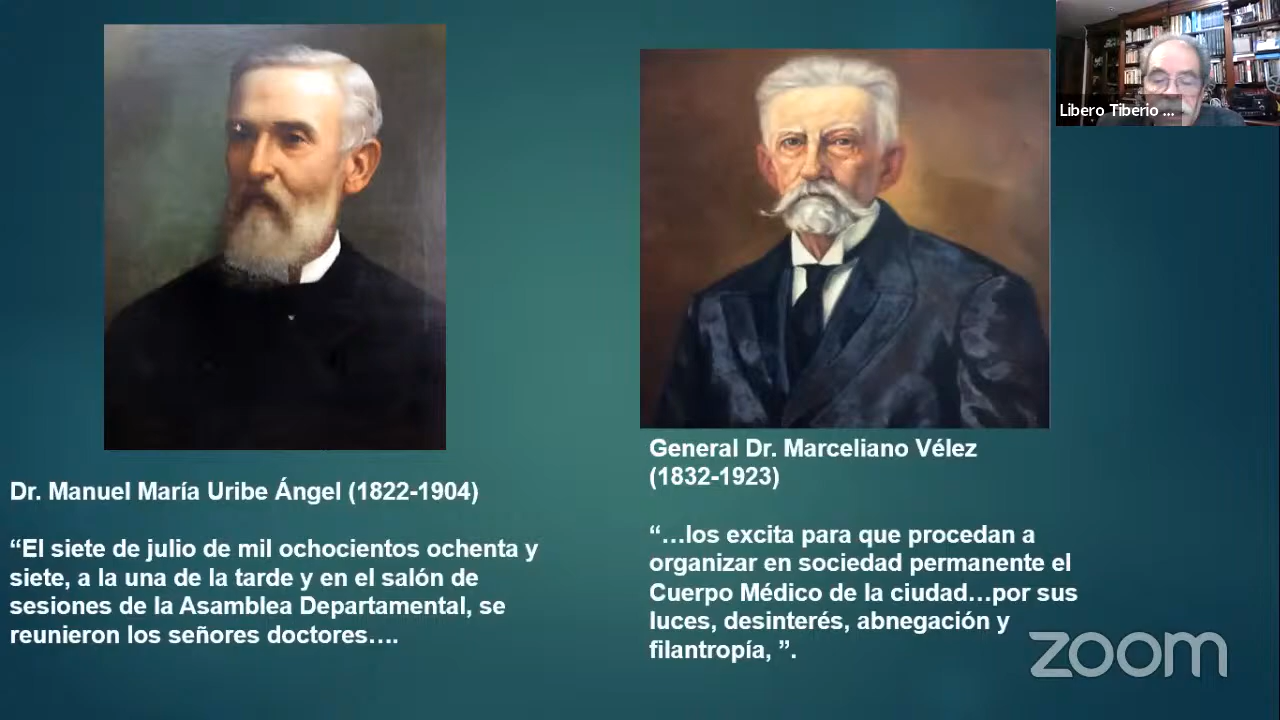 Libero Tiberio ...
Dr. Manuel María Uribe Ángel (1822-1904)
“El siete de julio de mil ochocientos ochenta y
siete, a la una de la tarde y en el salón de
sesiones de la Asamblea Departamental, se
reunieron los señores doctores….
General Dr. Marceliano Vélez
(1832-1923)
“…los excita para que procedan a
organizar en sociedad permanente el
Cuerpo Médico de la ciudad…por sus
luces, desinterés, abnegación y
filantropía, ”.
zoom